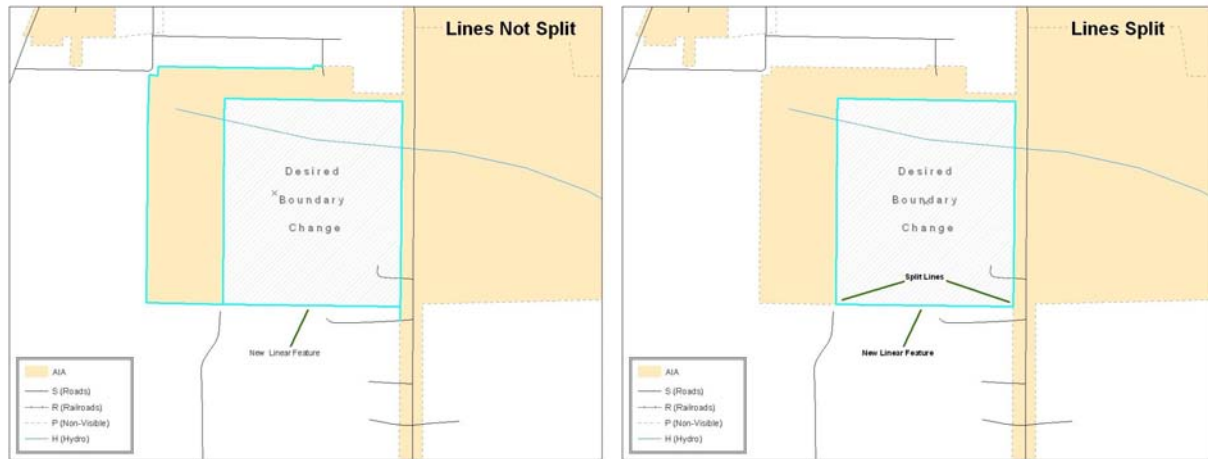 Lines Not Split
Desired
Boundary
Change
New Linear Feature
AIA
S (Roads)
R (Railroads)
P (Non-Visible)
H (Hydro)
Lines Split
Desired
Boundary
Change
Split Lines
New Linear Feature
AIA
S (Roads)
R (Railroads)
P (Non-Visible)
H (Hydro)